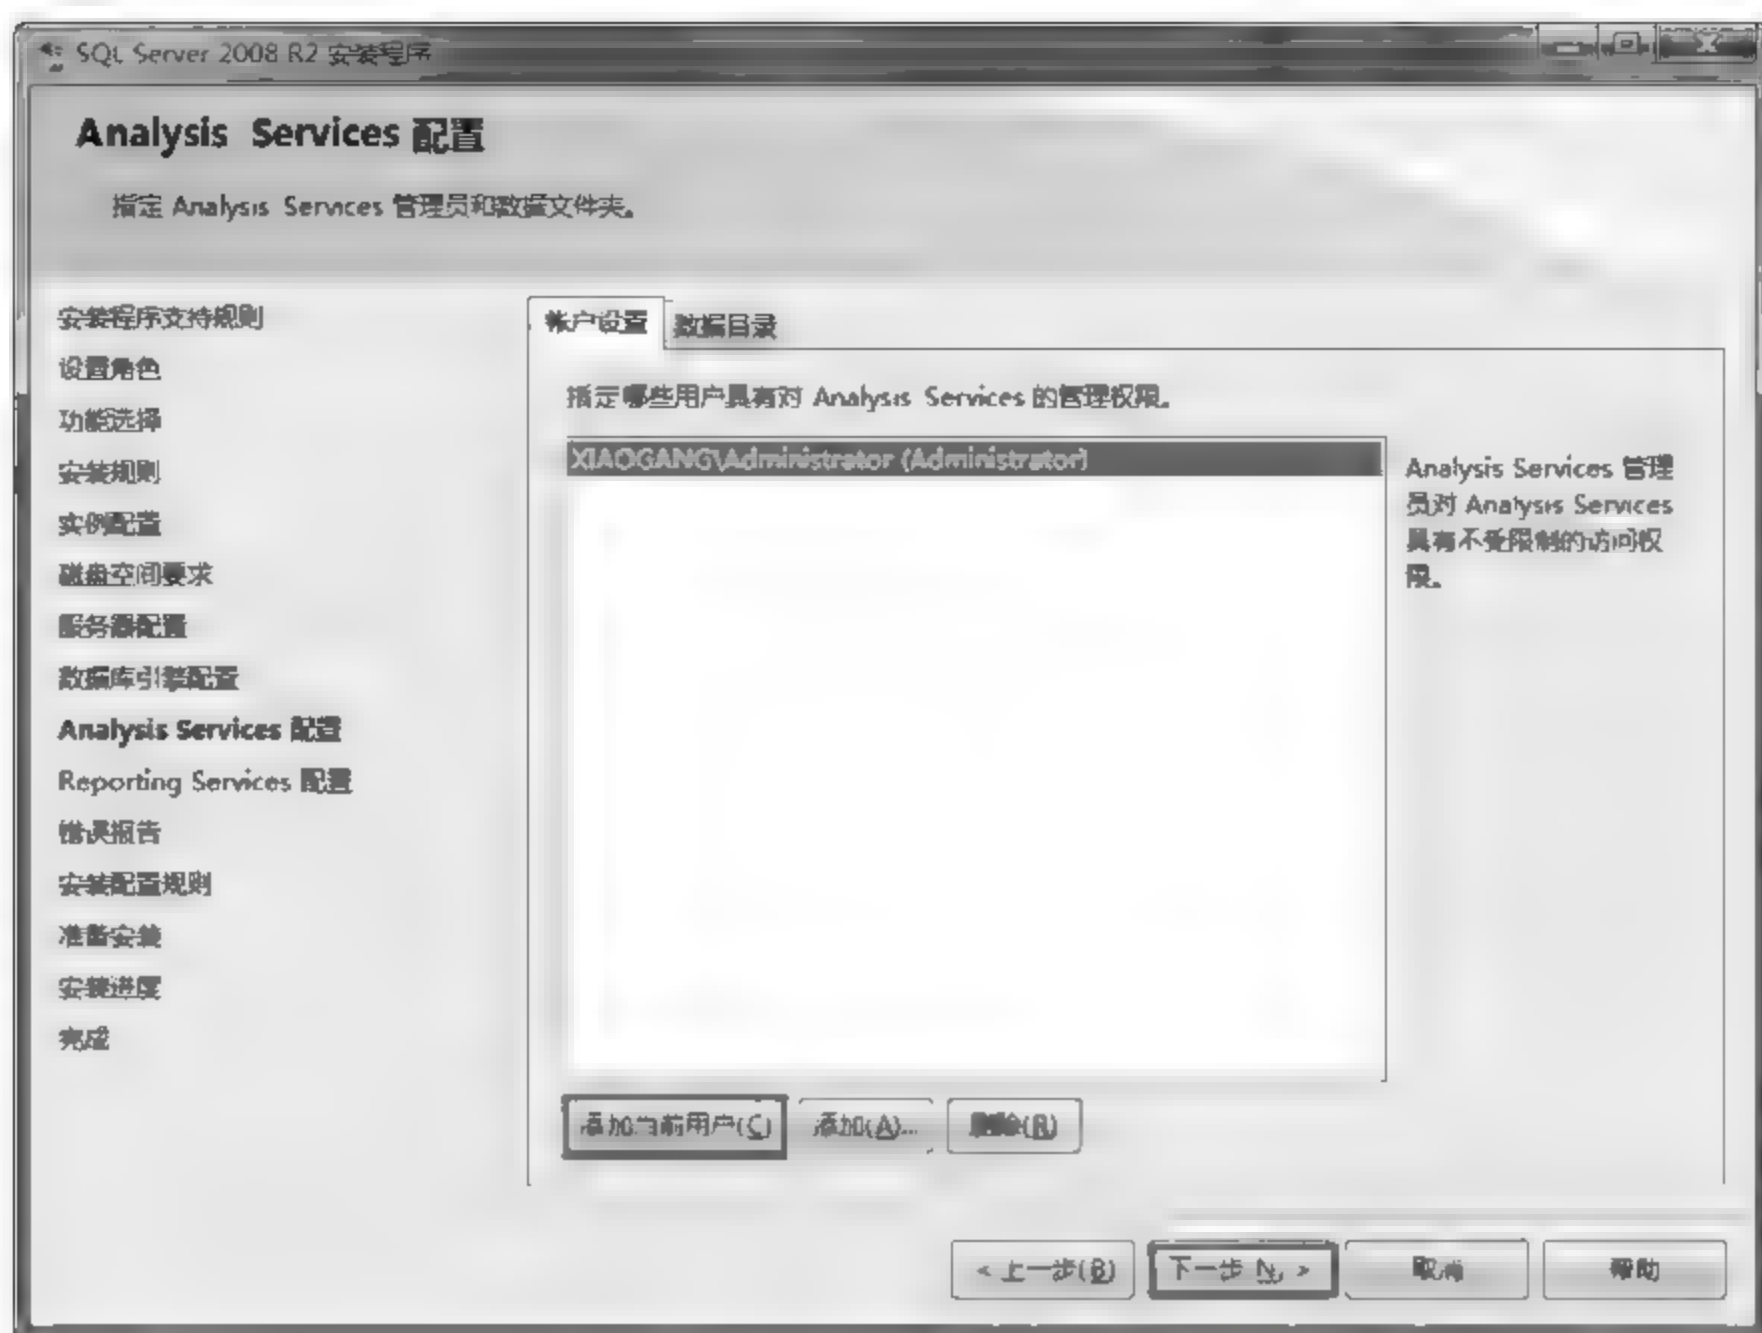 SQL Server 2008 R2 安装程序
Analysis Services 配置
指定 Analysis Services 管理员和数据文件夹。
安装程序支持规则
设置角色
功能选择
安装规则
实例配置
磁盘空间要求
服务器配置
数据库引擎配置
Analysis Services 配置
Reporting Services 配置
错误报告
安装配置规则
准备安装
安装进度
完成
帐户设置 数据目录
指定哪些用户具有对 Analysis Services 的管理权限。
XIAOGANG\Administrator (Administrator)
Analysis Services 管理
员对 Analysis Services
具有不受限制的访问权
限。
添加当前用户(C) 添加(A)... 删除(R)
< 上一步(B) 下一步(N) > 取消 帮助